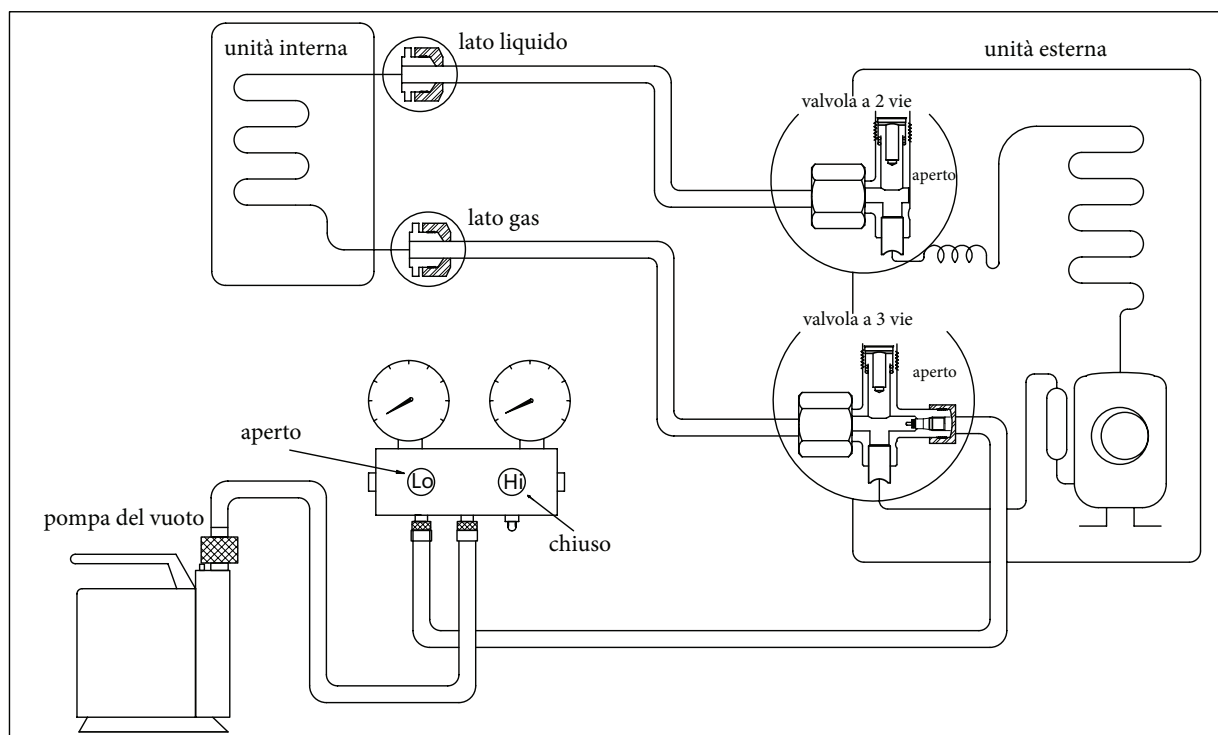 unità interna
lato liquido
unità esterna
valvola a 2 vie
aperto
lato gas
valvola a 3 vie
aperto
aperto
Lo
Hi
pompa del vuoto
chiuso